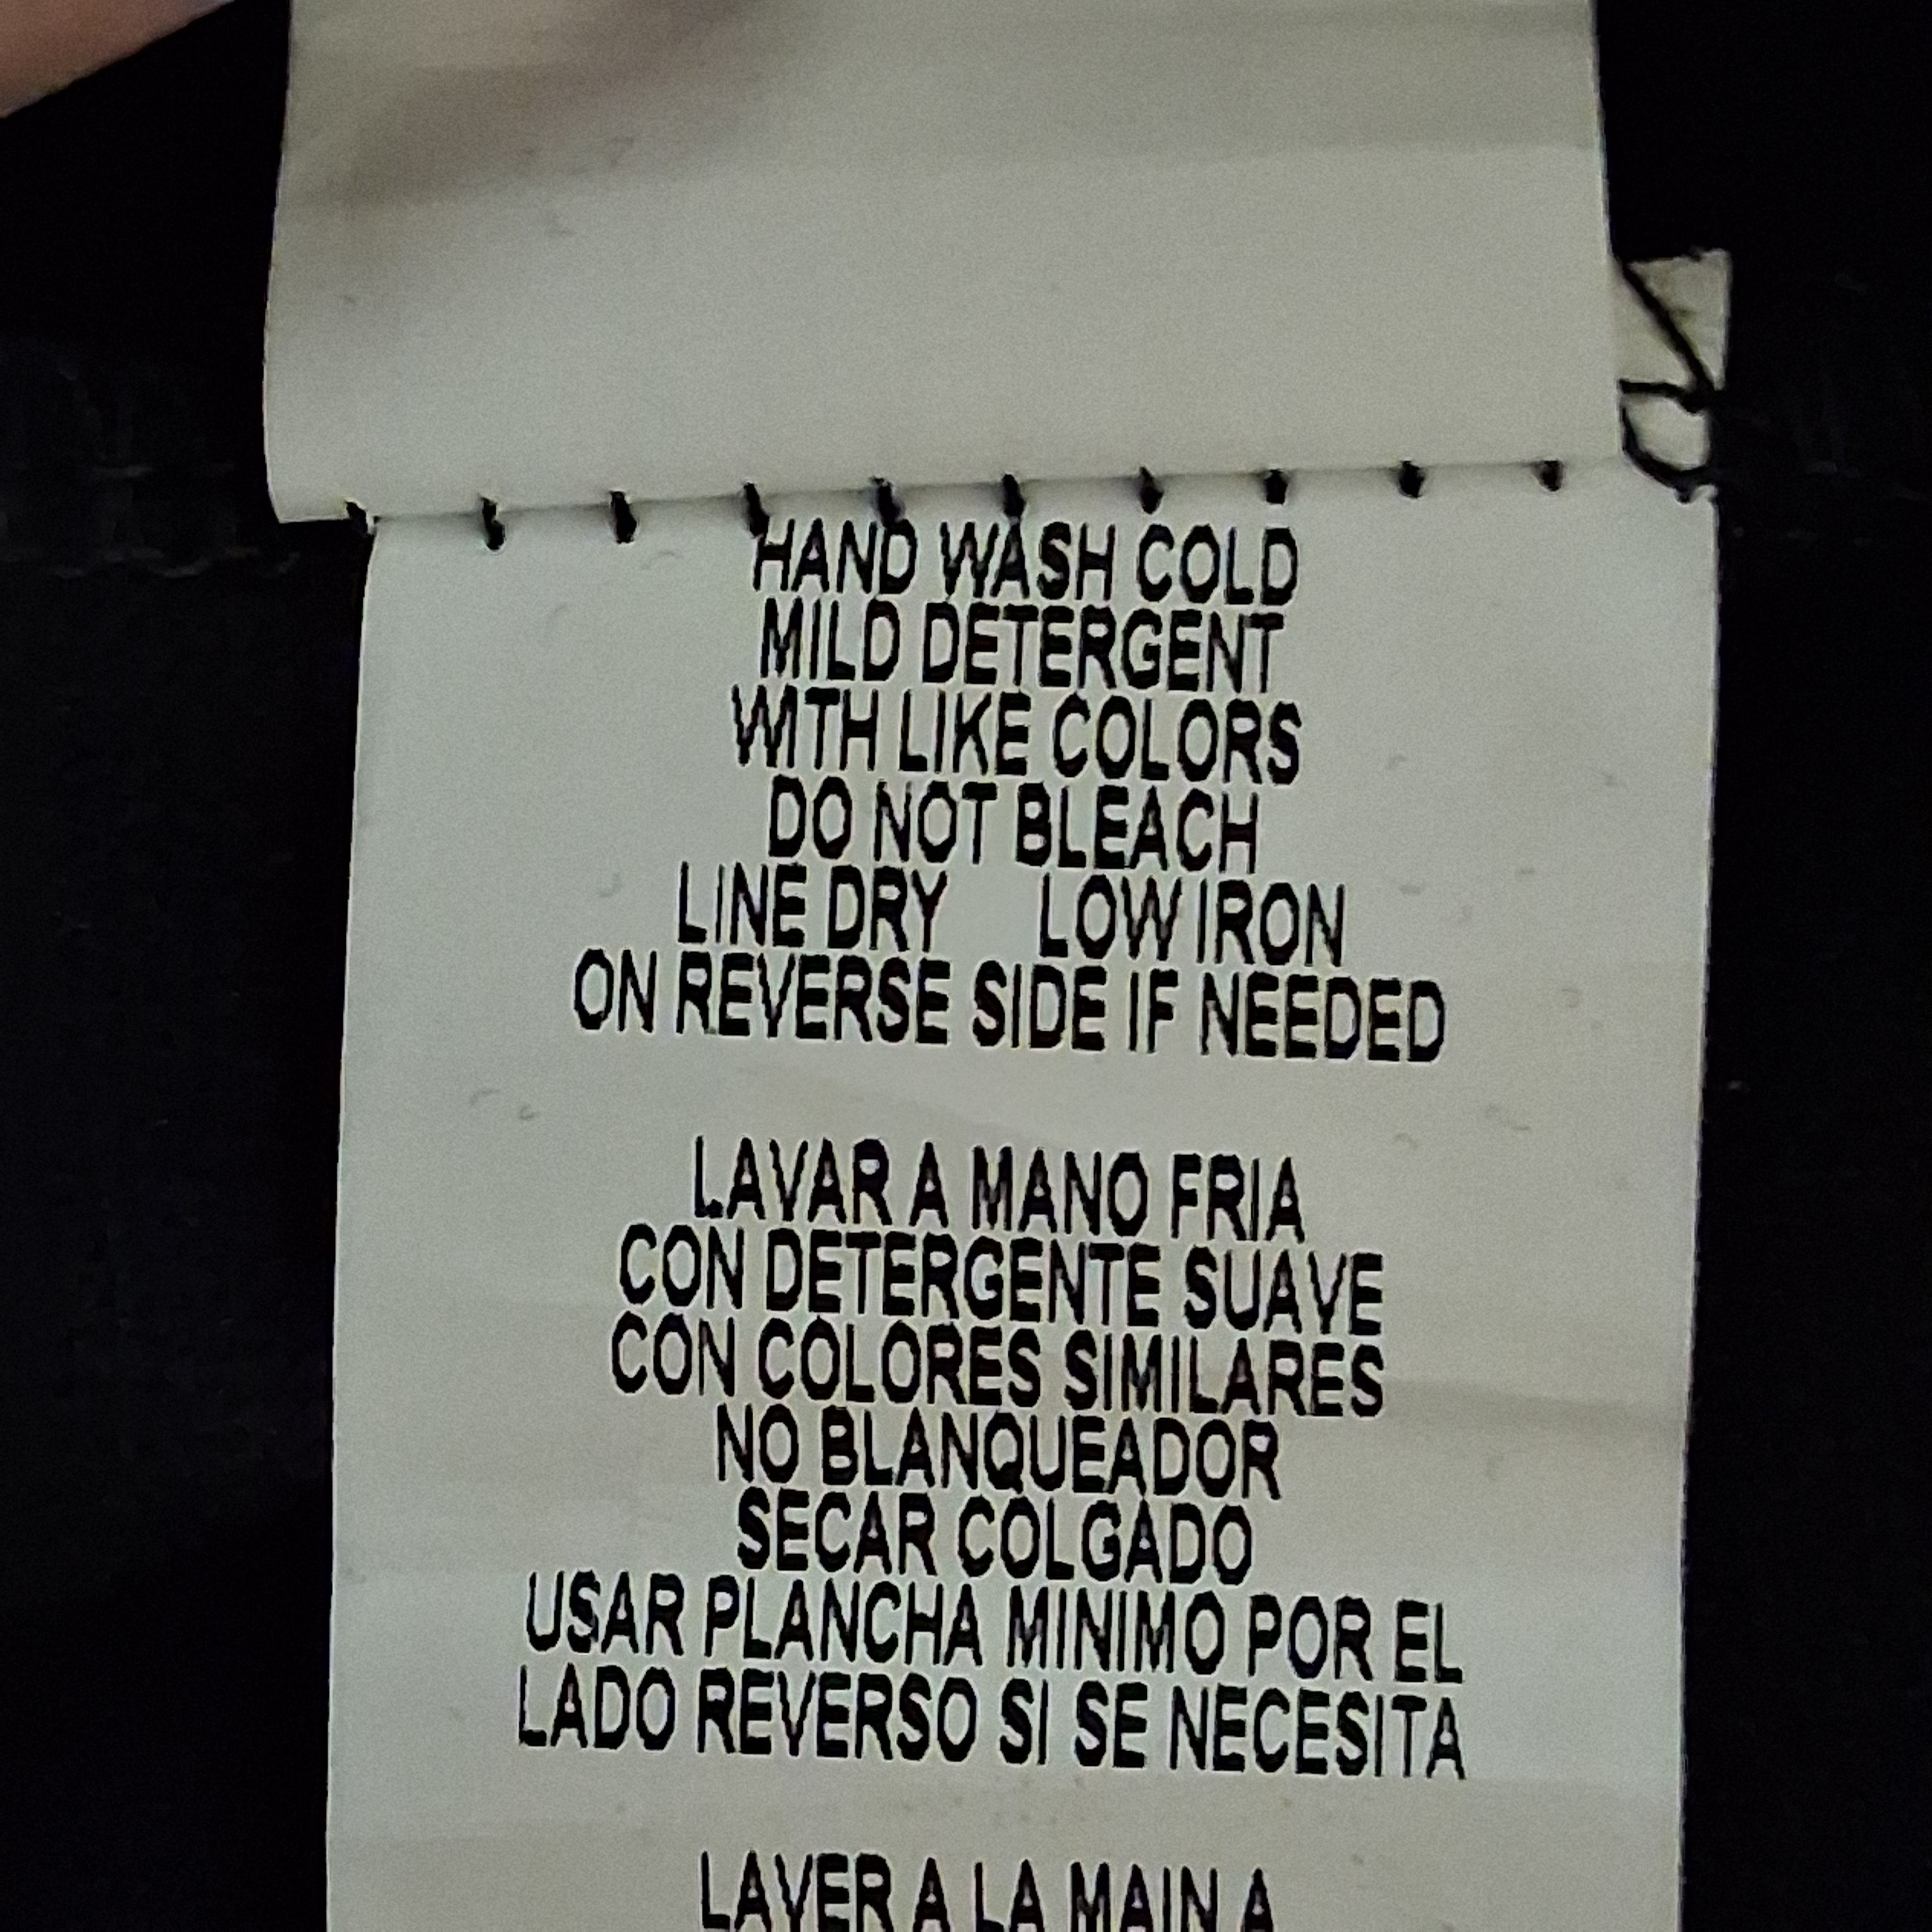 HAND WASH COLD
MILD DETERGENT
WITH LIKE COLORS
DO NOT BLEACH
LINE DRY LOW IRON
ON REVERSE SIDE IF NEEDED
LAVAR A MANO FRIA
CON DETERGENTE SUAVE
CON COLORES SIMILARES
NO BLANQUEADOR
SECAR COLGADO
USAR PLANCHA MINIMO POR EL
LADO REVERSO SI SE NECESITA
LAVER A LA MAIN A